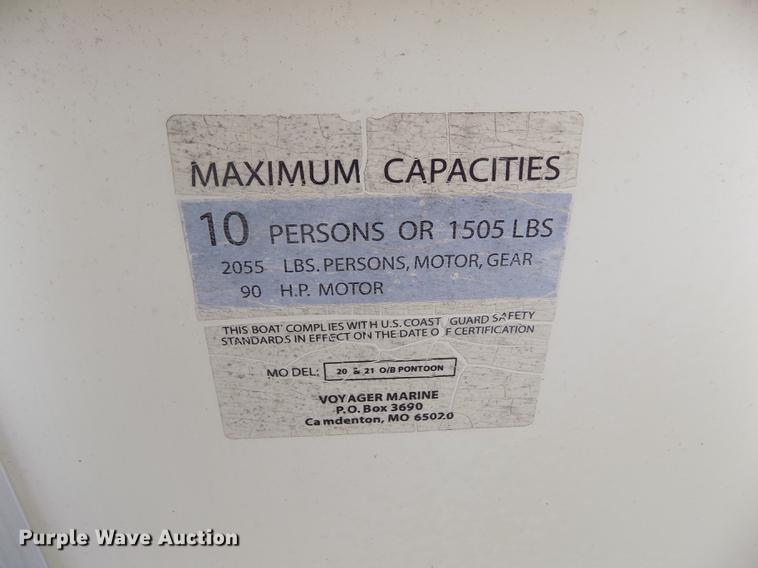 MAXIMUM CAPACITIES
10 PERSONS OR 1505 LBS
2055 LBS. PERSONS, MOTOR, GEAR
90 H.P. MOTOR
THIS BOAT COMPLIES WITH U.S. COAST GUARD SAFETY
STANDARDS IN EFFECT ON THE DATE OF CERTIFICATION
MODEL: 20 & 21 O/B PONTOON
VOYAGER MARINE
P.O. Box 3690
Camdenton, MO 65020
Purple Wave Auction